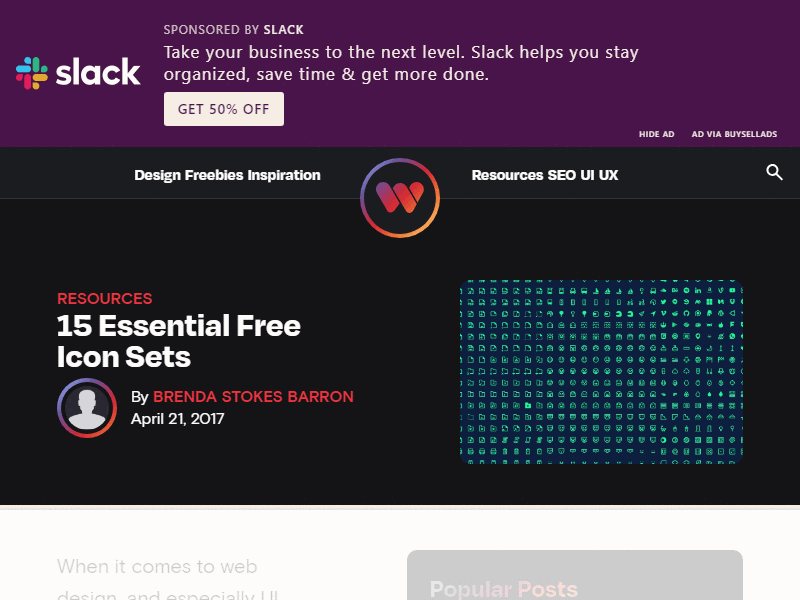 SPONSORED BY SLACK
slack
Take your business to the next level. Slack helps you stay
organized, save time & get more done.
GET 50% OFF
HIDE AD AD VIA BUYSELLADS
Design Freebies Inspiration
Resources SEO UI UX
RESOURCES
15 Essential Free
Icon Sets
By BRENDA STOKES BARRON
April 21, 2017
When it comes to web
design, and especially UI
Popular Posts